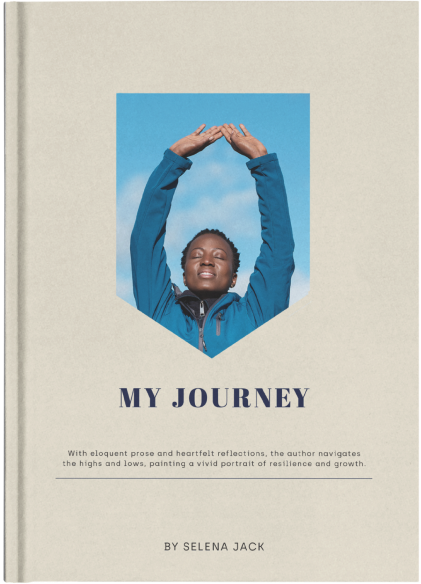 MY JOURNEY
With eloquent prose and heartfelt reflections, the author navigates
the highs and lows, painting a vivid portrait of resilience and growth.
BY SELENA JACK